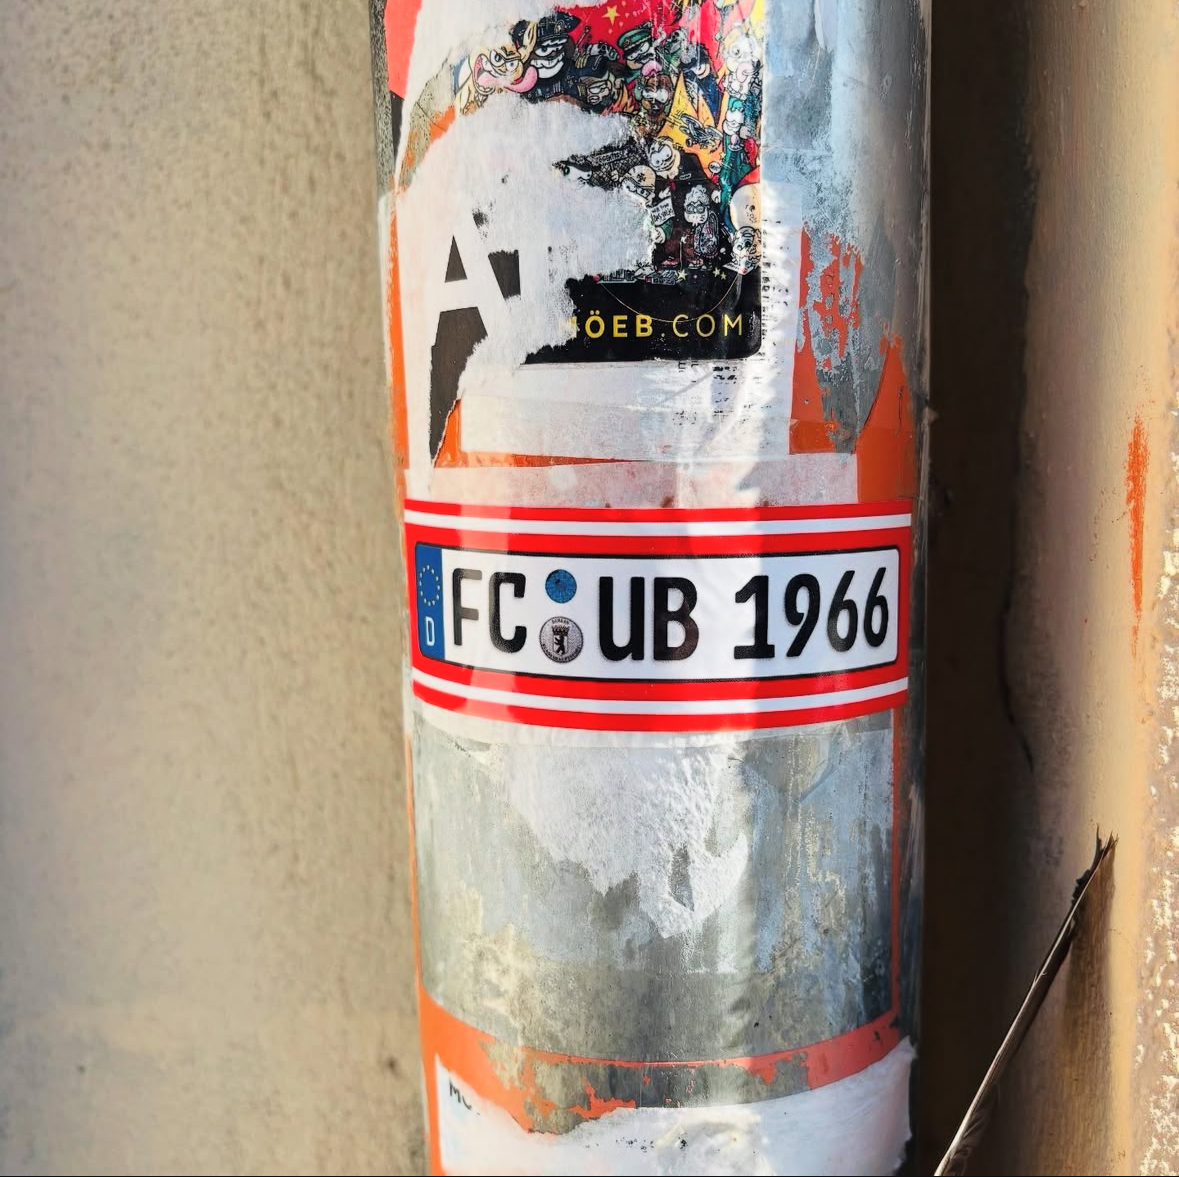 A
ÖEB.COM
D FC UB 1966